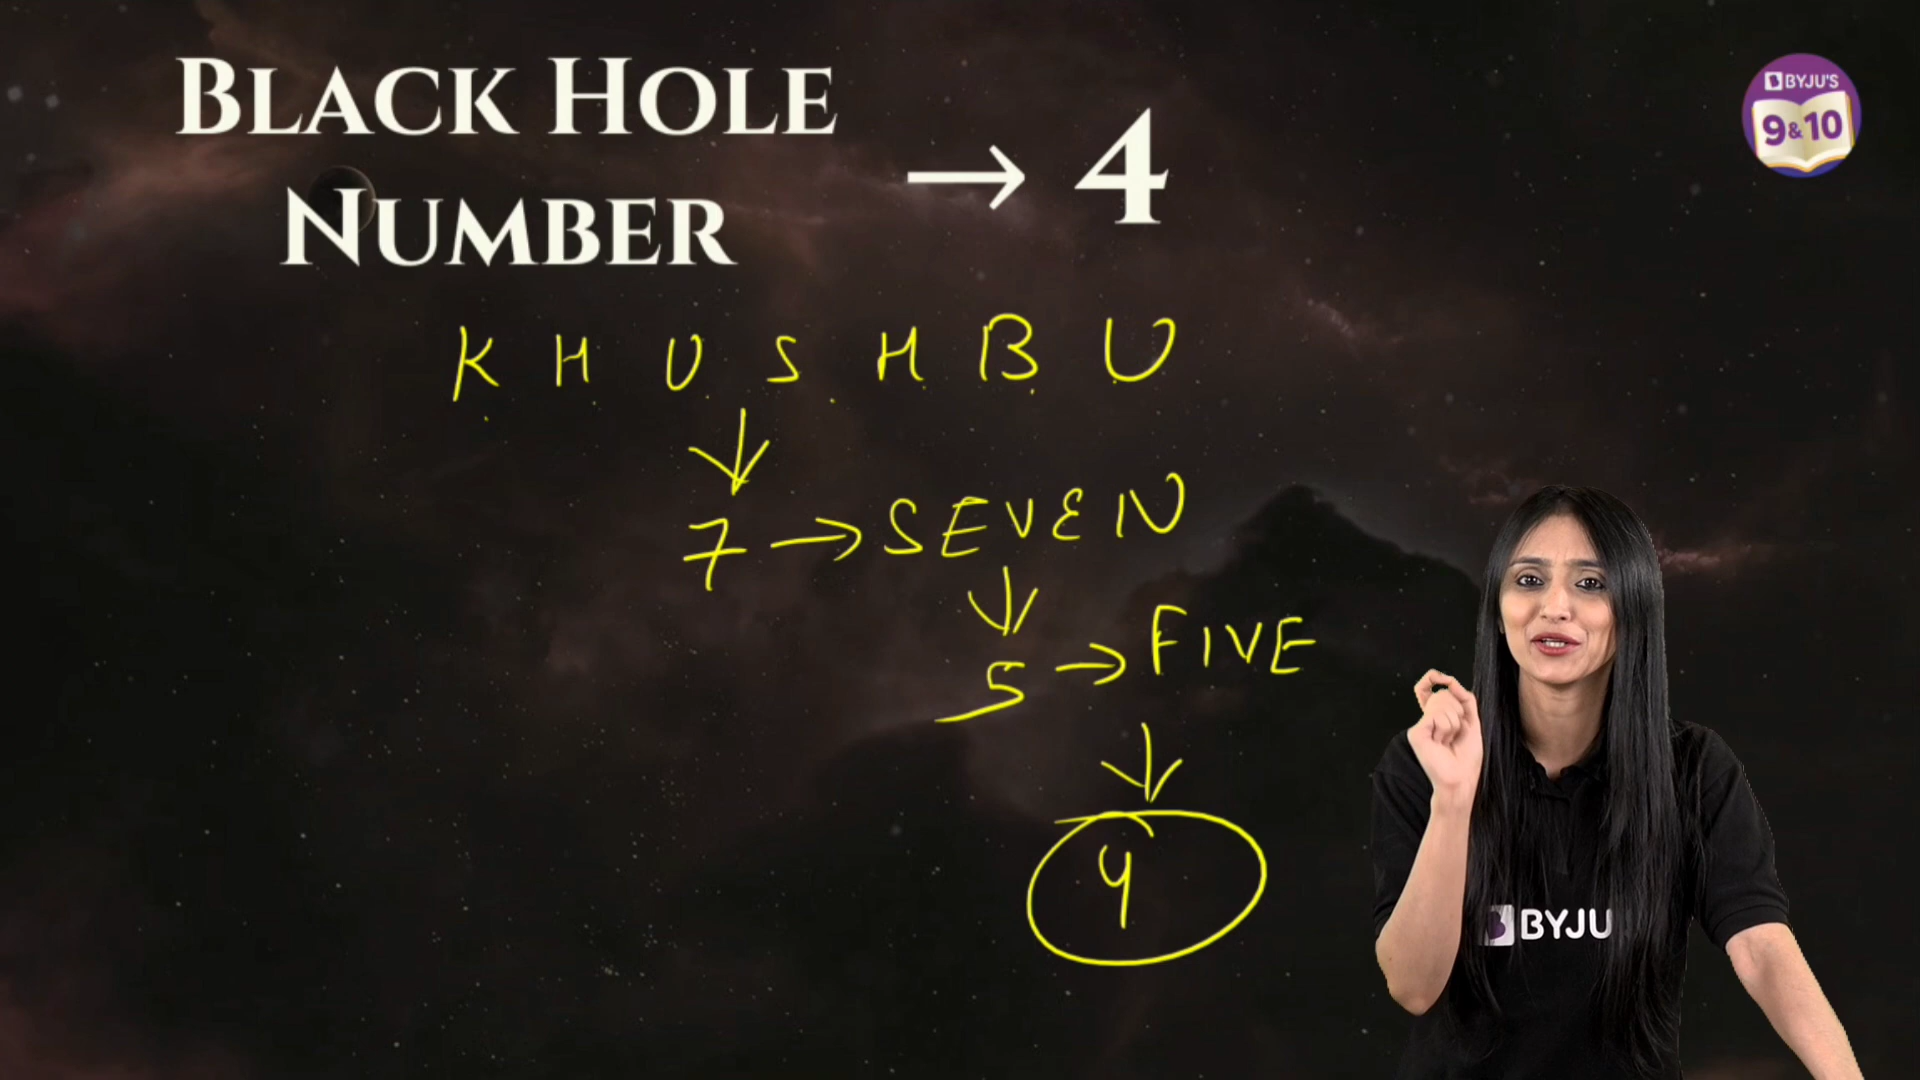 BLACK HOLE
NUMBER
→ 4
BYJU'S
9&10
K H U S H B U
7 → SEVEN
5 → FIVE
4
BYJU